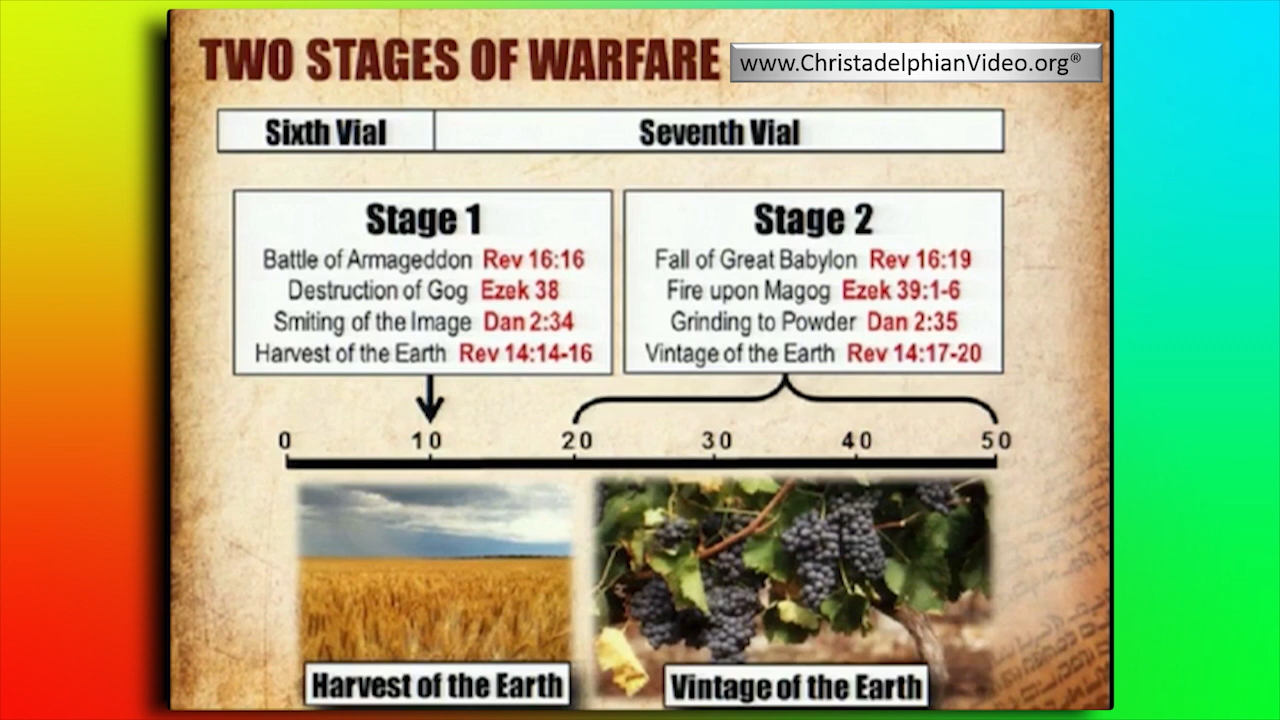 TWO STAGES OF WARFARE
www.ChristadelphianVideo.org®
Sixth Vial
Seventh Vial
Stage 1
Battle of Armageddon Rev 16:16
Destruction of Gog Ezek 38
Smiting of the Image Dan 2:34
Harvest of the Earth Rev 14:14-16
Stage 2
Fall of Great Babylon Rev 16:19
Fire upon Magog Ezek 39:1-6
Grinding to Powder Dan 2:35
Vintage of the Earth Rev 14:17-20
0 10 20 30 40 50
Harvest of the Earth
Vintage of the Earth